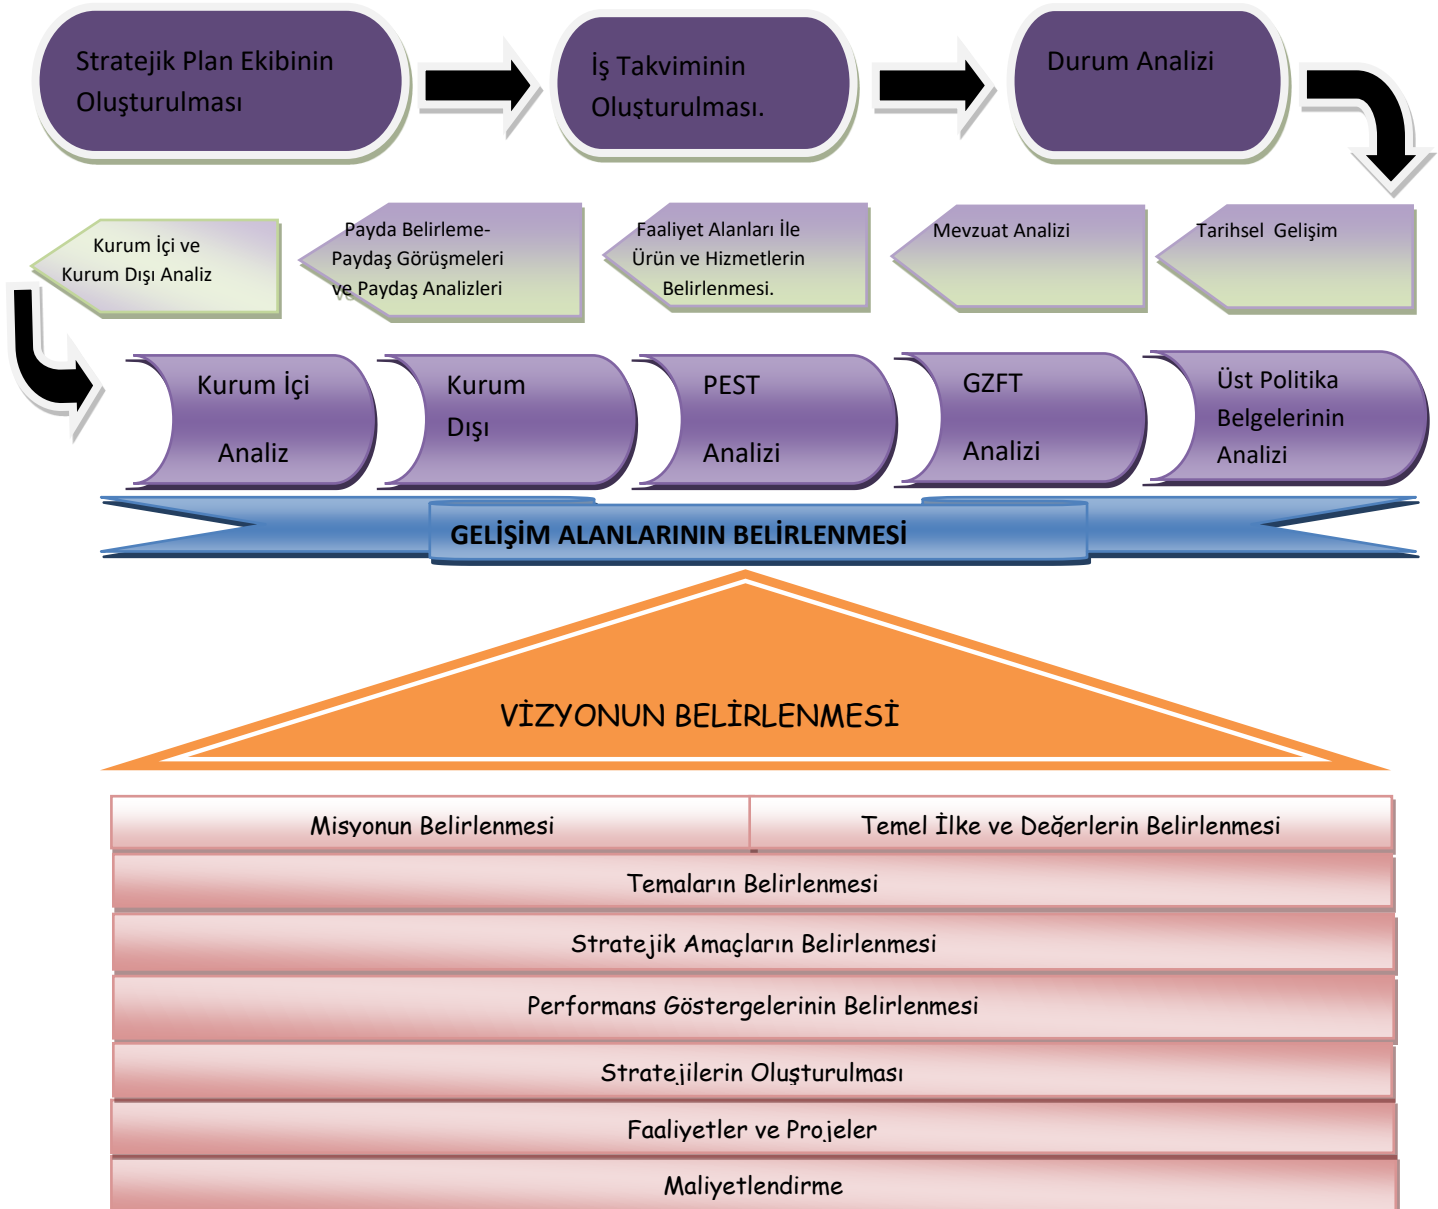 Stratejik Plan Ekibinin
Oluşturulması
İş Takviminin
Oluşturulması.
Durum Analizi
Kurum İçi ve
Kurum Dışı Analiz
Payda Belirleme-
Paydaş Görüşmeleri
ve Paydaş Analizleri
Faaliyet Alanları İle
Ürün ve Hizmetlerin
Belirlenmesi.
Mevzuat Analizi
Tarihsel Gelişim
Kurum İçi
Analiz
Kurum
Dışı
PEST
Analizi
GZFT
Analizi
Üst Politika
Belgelerinin
Analizi
GELİŞİM ALANLARININ BELİRLENMESİ
VİZYONUN BELİRLENMESİ
Misyonun Belirlenmesi
Temel İlke ve Değerlerin Belirlenmesi
Temaların Belirlenmesi
Stratejik Amaçların Belirlenmesi
Performans Göstergelerinin Belirlenmesi
Stratejilerin Oluşturulması
Faaliyetler ve Projeler
Maliyetlendirme